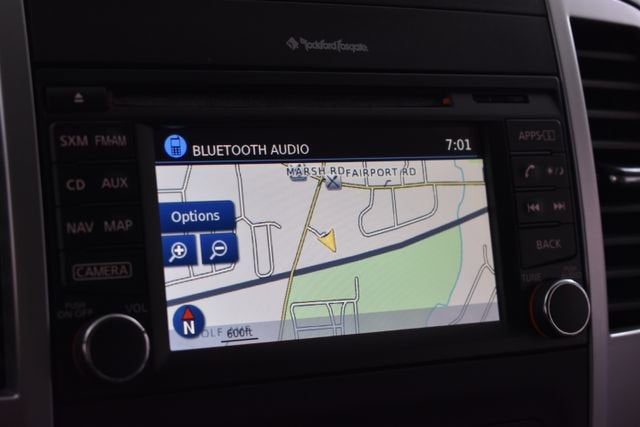 Rockford Fosgate
SXM FM·AM
CD AUX
NAV MAP
CAMERA
PUSH
ON·OFF
VOL
BLUETOOTH AUDIO 7:01
MARSH RD FAIRPORT RD
Options
N
600ft
APPS
BACK
TUNE